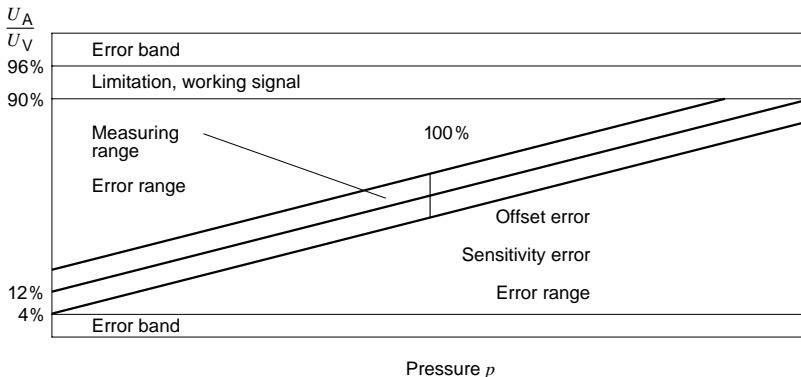 U_A
U_V
Error band
96%
Limitation, working signal
90%
Measuring
range
100%
Error range
Offset error
Sensitivity error
12%
Error range
4%
Error band
Pressure p